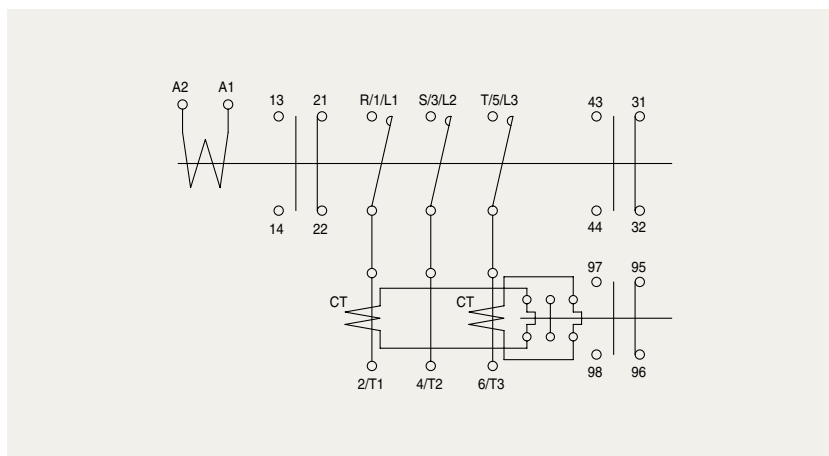 A2 A1
13 21 R/1/L1 S/3/L2 T/5/L3 43 31
14 22 44 32
97 95
CT CT
98 96
2/T1 4/T2 6/T3